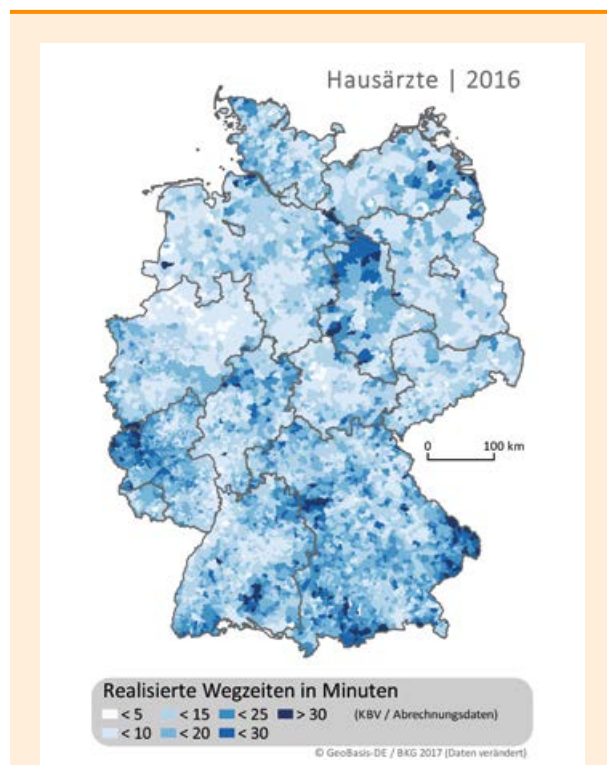 Hausärzte | 2016
0 100 km
Realisierte Wegzeiten in Minuten
< 5 < 15 < 25 > 30 (KBV / Abrechnungsdaten)
< 10 < 20 < 30
© GeoBasis-DE / BKG 2017 (Daten verändert)